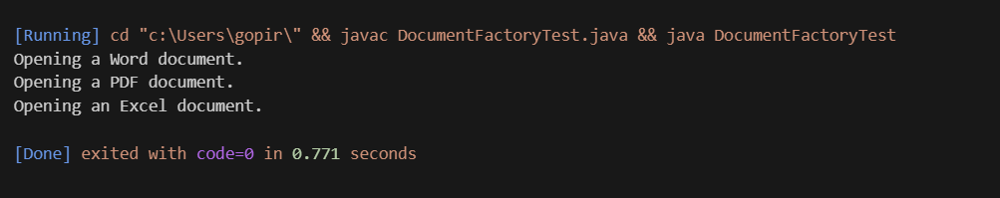 [Running] cd "c:\Users\gopir\" && javac DocumentFactoryTest.java && java DocumentFactoryTest
Opening a Word document.
Opening a PDF document.
Opening an Excel document.
[Done] exited with code=0 in 0.771 seconds